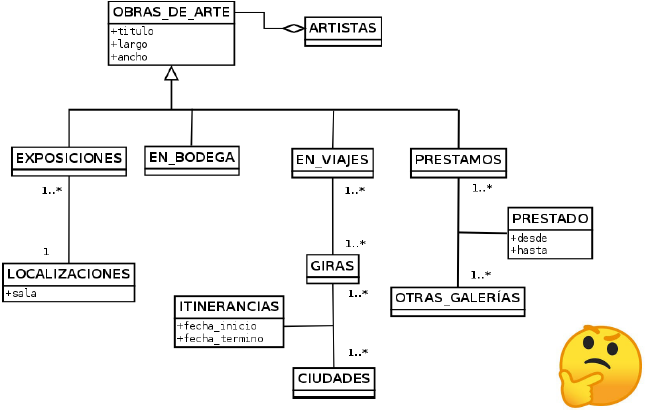 OBRAS_DE_ARTE
+titulo
+largo
+ancho
ARTISTAS
EXPOSICIONES
EN_BODEGA
EN_VIAJES
PRESTAMOS
1..*
1..*
1..*
PRESTADO
+desde
+hasta
1
1..*
LOCALIZACIONES
+sala
GIRAS
1..*
1..*
OTRAS_GALERÍAS
ITINERANCIAS
+fecha_inicio
+fecha_termino
1..*
CIUDADES